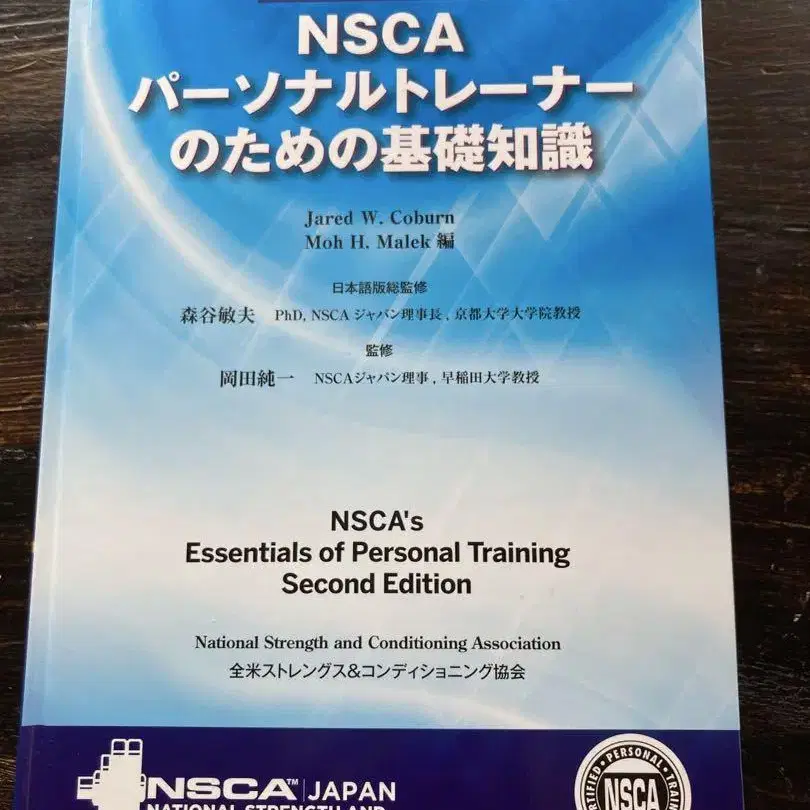 NSCA
パーソナルトレーナー
のための基礎知識
Jared W. Coburn
Moh H. Malek 編
日本語版総監修
森谷敏夫 PhD, NSCA ジャパン理事長, 京都大学大学院教授
監修
岡田純一 NSCAジャパン理事, 早稲田大学教授
NSCA's
Essentials of Personal Training
Second Edition
National Strength and Conditioning Association
全米ストレングス&コンディショニング協会
NSCA™ JAPAN
NATIONAL STRENGTH AND
PERSONAL
NSCA